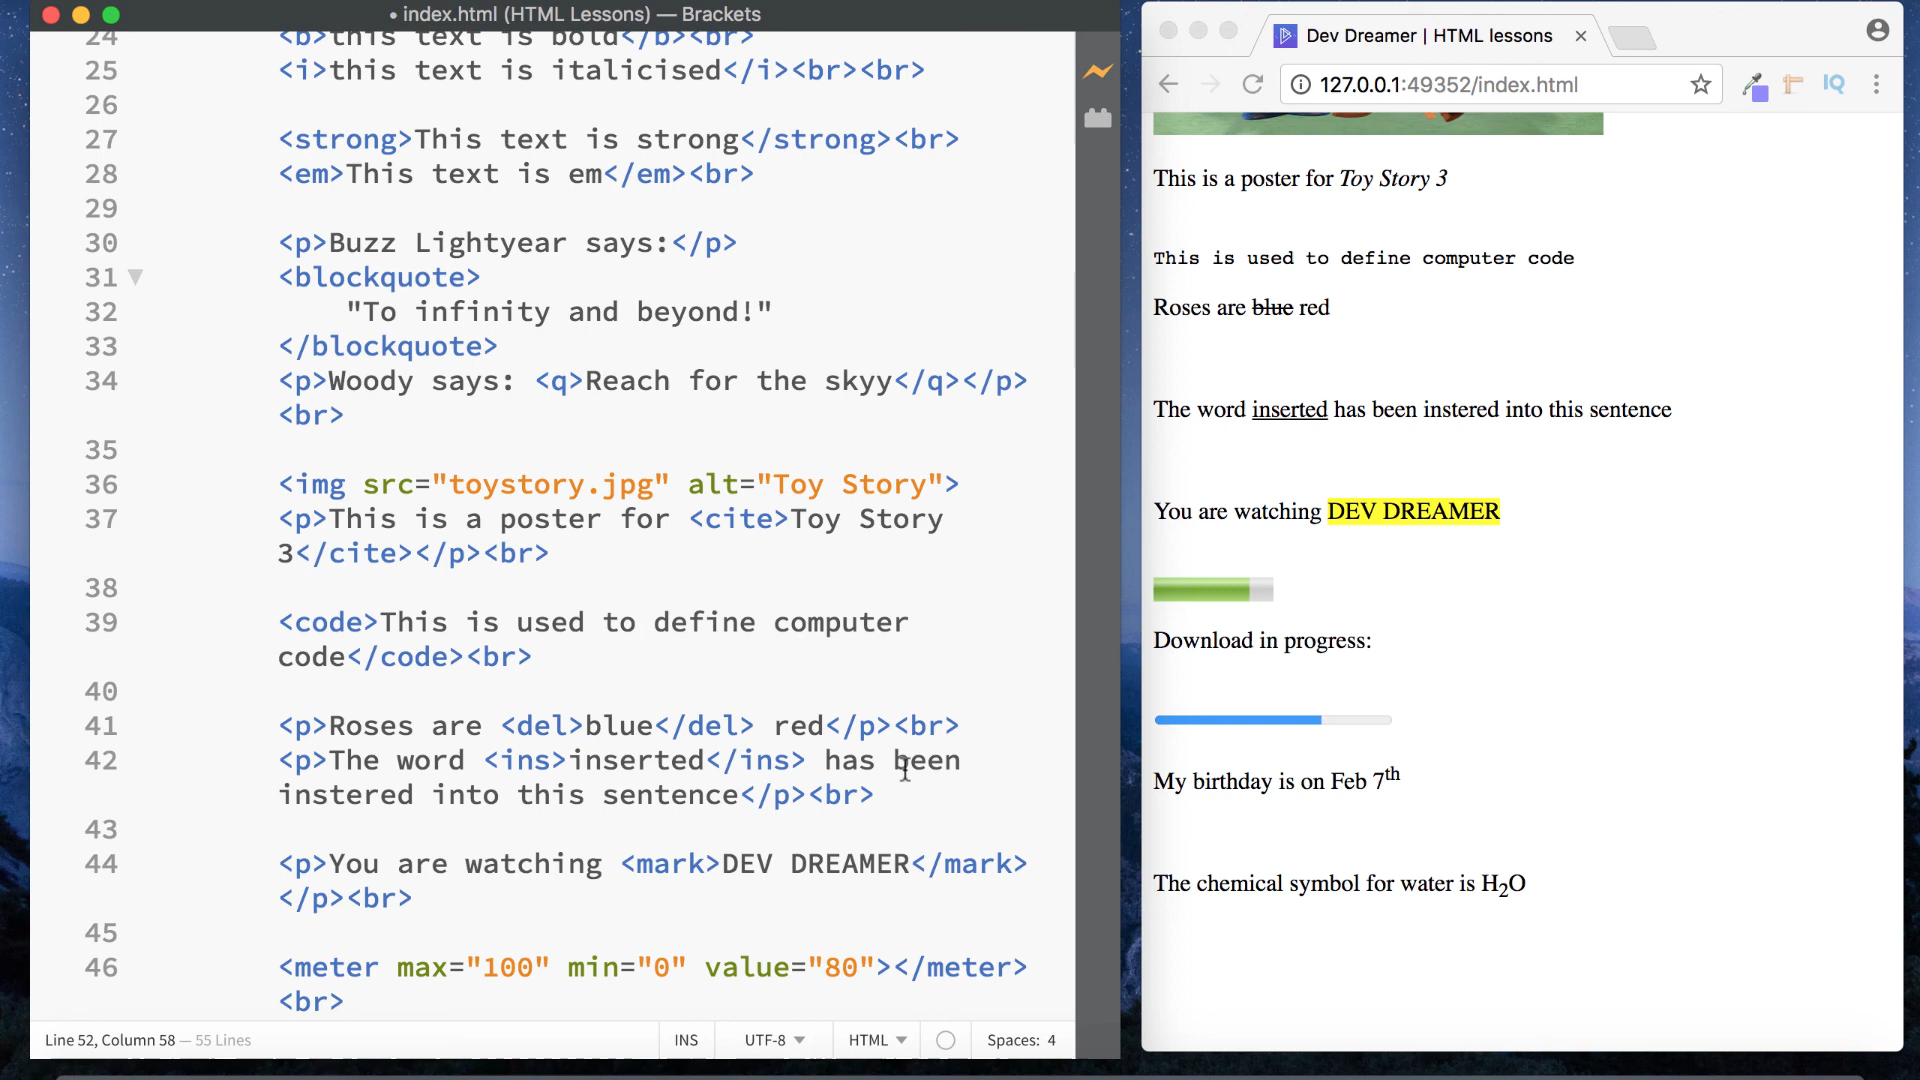 • index.html (HTML Lessons) — Brackets
24 <b>this text is bold</b><br>
25 <i>this text is italicised</i><br><br>
26
27 <strong>This text is strong</strong><br>
28 <em>This text is em</em><br>
29
30 <p>Buzz Lightyear says:</p>
31 <blockquote>
32 "To infinity and beyond!"
33 </blockquote>
34 <p>Woody says: <q>Reach for the skyy</q></p>
<br>
35
36 <img src="toystory.jpg" alt="Toy Story">
37 <p>This is a poster for <cite>Toy Story
3</cite></p><br>
38
39 <code>This is used to define computer
code</code><br>
40
41 <p>Roses are <del>blue</del> red</p><br>
42 <p>The word <ins>inserted</ins> has been
instered into this sentence</p><br>
43
44 <p>You are watching <mark>DEV DREAMER</mark>
</p><br>
45
46 <meter max="100" min="0" value="80"></meter>
<br>
Line 52, Column 58 — 55 Lines
INS UTF-8 HTML Spaces: 4
Dev Dreamer | HTML lessons
127.0.0.1:49352/index.html
IQ
This is a poster for Toy Story 3
This is used to define computer code
Roses are blue red
The word inserted has been instered into this sentence
You are watching DEV DREAMER
Download in progress:
My birthday is on Feb 7th
The chemical symbol for water is H2O